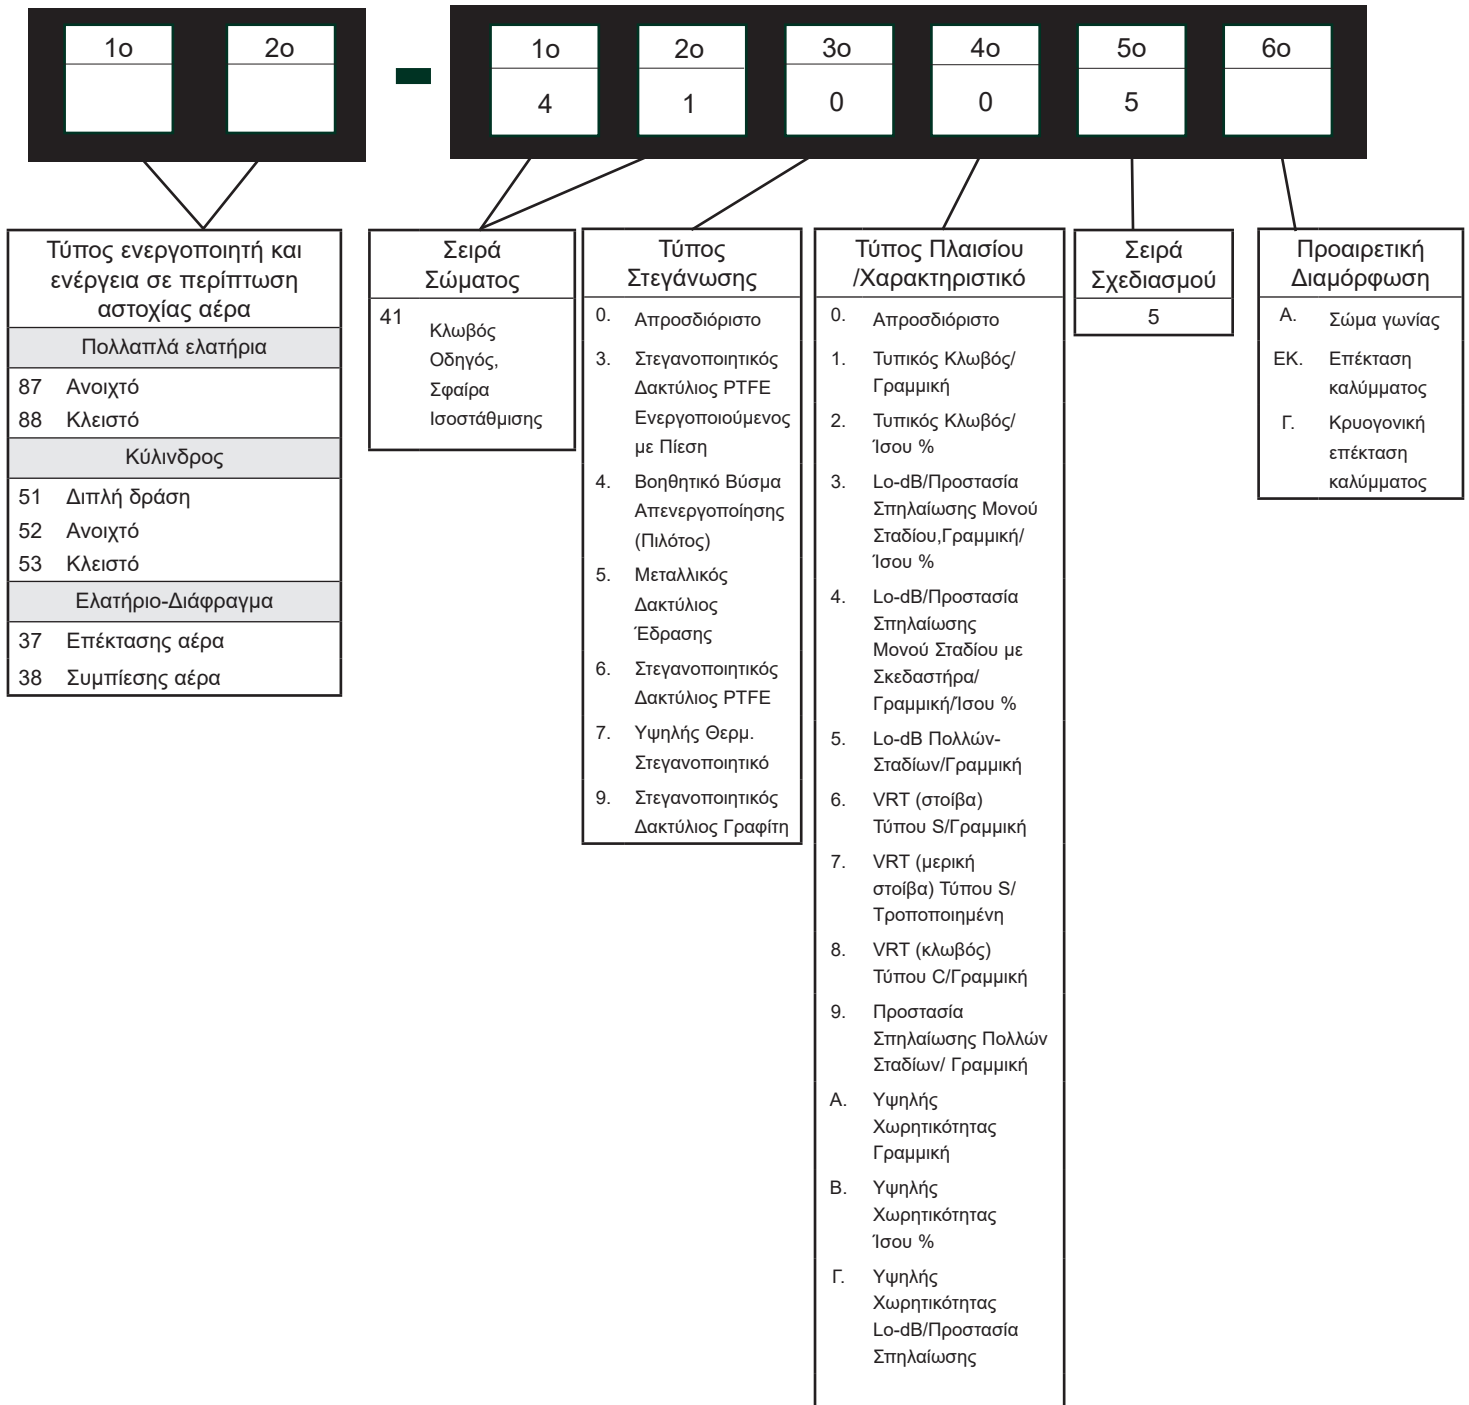 1ο 2ο
1ο 2ο 3ο 4ο 5ο 6ο
4 1 0 0 5
Τύπος ενεργοποιητή και
ενέργεια σε περίπτωση
αστοχίας αέρα
Πολλαπλά ελατήρια
87 Ανοιχτό
88 Κλειστό
Κύλινδρος
51 Διπλή δράση
52 Ανοιχτό
53 Κλειστό
Ελατήριο-Διάφραγμα
37 Επέκτασης αέρα
38 Συμπίεσης αέρα
Σειρά
Σώματος
41 Κλωβός
Οδηγός,
Σφαίρα
Ισοστάθμισης
Τύπος
Στεγάνωσης
0. Απροσδιόριστο
3. Στεγανοποιητικός
Δακτύλιος PTFE
Ενεργοποιούμενος
με Πίεση
4. Βοηθητικό Βύσμα
Απενεργοποίησης
(Πιλότος)
5. Μεταλλικός
Δακτύλιος
Έδρασης
6. Στεγανοποιητικός
Δακτύλιος PTFE
7. Υψηλής Θερμ.
Στεγανοποιητικό
9. Στεγανοποιητικός
Δακτύλιος Γραφίτη
Τύπος Πλαισίου
/Χαρακτηριστικό
0. Απροσδιόριστο
1. Τυπικός Κλωβός/
Γραμμική
2. Τυπικός Κλωβός/
Ίσου %
3. Lo-dB/Προστασία
Σπηλαίωσης Μονού
Σταδίου,Γραμμική/
Ίσου %
4. Lo-dB/Προστασία
Σπηλαίωσης
Μονού Σταδίου με
Σκεδαστήρα/
Γραμμική/Ίσου %
5. Lo-dB Πολλών-
Σταδίων/Γραμμική
6. VRT (στοίβα)
Τύπου S/Γραμμική
7. VRT (μερική
στοίβα) Τύπου S/
Τροποποιημένη
8. VRT (κλωβός)
Τύπου C/Γραμμική
9. Προστασία
Σπηλαίωσης Πολλών
Σταδίων/ Γραμμική
Α. Υψηλής
Χωρητικότητας
Γραμμική
Β. Υψηλής
Χωρητικότητας
Ίσου %
Γ. Υψηλής
Χωρητικότητας
Lo-dB/Προστασία
Σπηλαίωσης
Σειρά
Σχεδιασμού
5
Προαιρετική
Διαμόρφωση
Α. Σώμα γωνίας
ΕΚ. Επέκταση
καλύμματος
Γ. Κρυογονική
επέκταση
καλύμματος